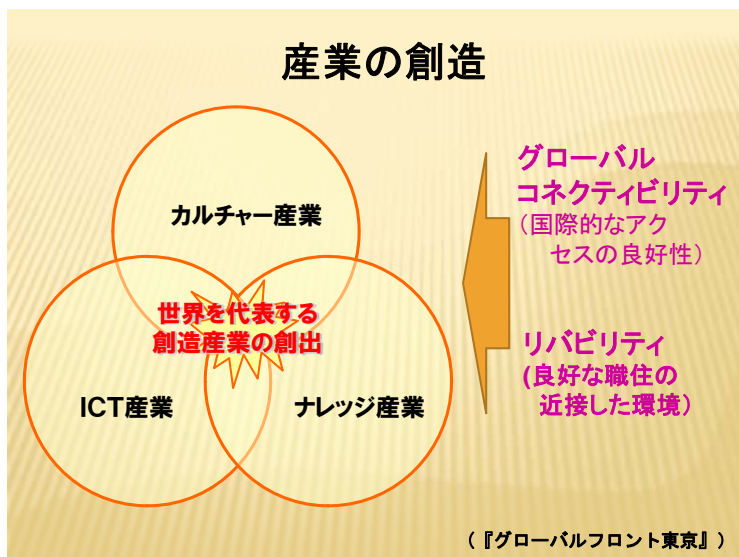 産業の創造
カルチャー産業
世界を代表する
創造産業の創出
ICT産業
ナレッジ産業
グローバル
コネクティビリティ
（国際的なアク
セスの良好性）
リバビリティ
(良好な職住の
近接した環境）
（『グローバルフロント東京』）